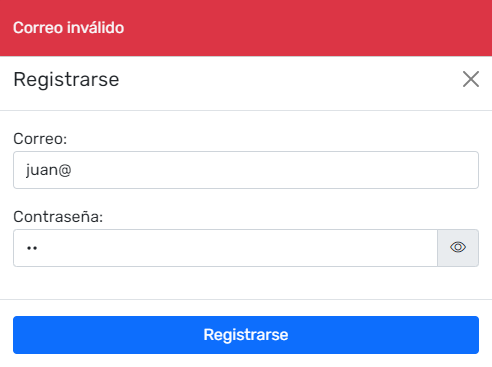 Correo inválido
Registrarse
Correo:
juan@
Contraseña:
••
Registrarse